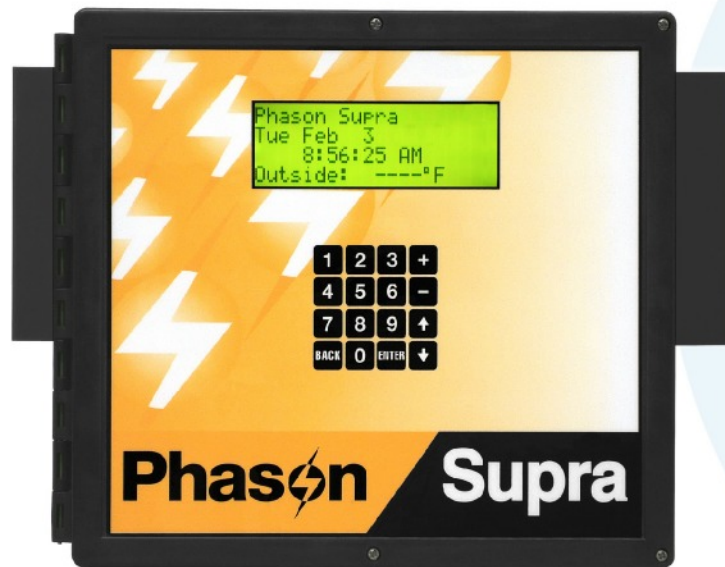 Phason Supra
Tue Feb  3
8:56:25 AM
Outside:  ----°F
1 2 3 +
4 5 6 -
7 8 9 ↑
BACK 0 ENTER ↓
Phason Supra